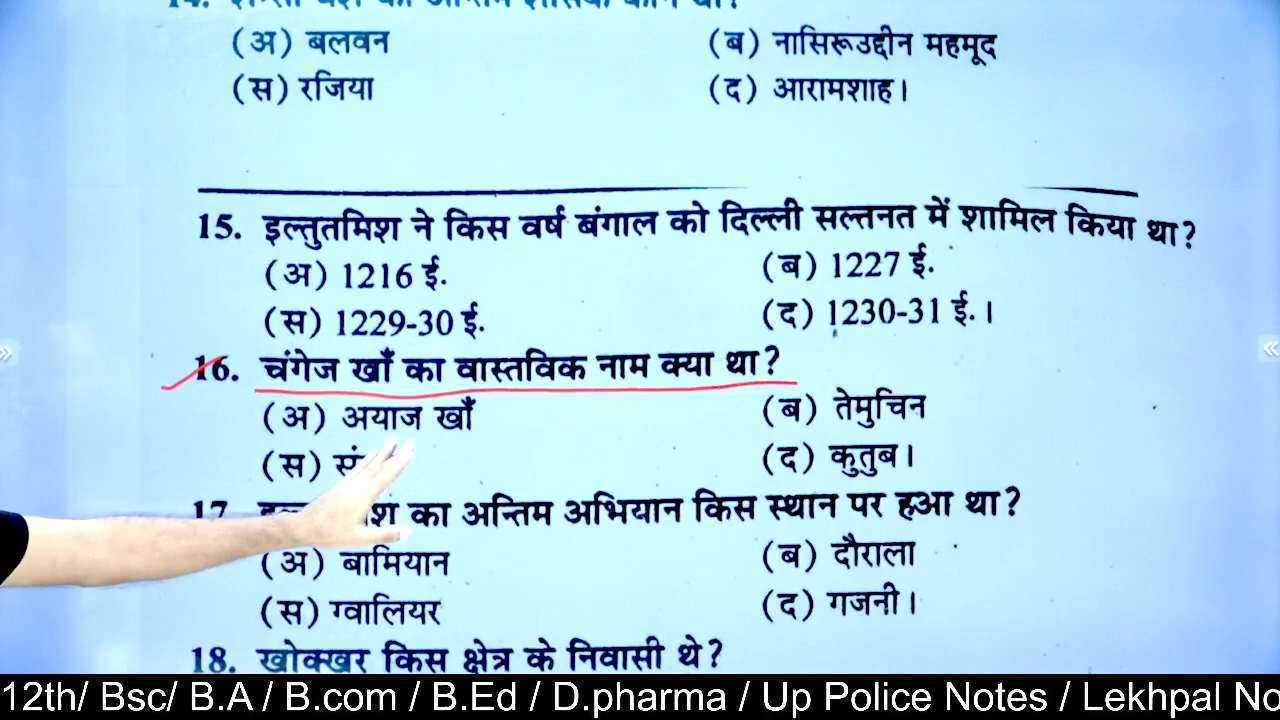 (अ) बलवन (ब) नासिरूउद्दीन महमूद
(स) रजिया (द) आरामशाह।
15. इल्तुतमिश ने किस वर्ष बंगाल को दिल्ली सल्तनत में शामिल किया था?
(अ) 1216 ई. (ब) 1227 ई.
(स) 1229-30 ई. (द) 1230-31 ई.।
16. चंगेज खाँ का वास्तविक नाम क्या था?
(अ) अयाज खाँ (ब) तेमुचिन
(स) (द) कुतुब।
17. का अन्तिम अभियान किस स्थान पर हुआ था?
(अ) बामियान (ब) दौराला
(स) ग्वालियर (द) गजनी।
18. खोक्खर किस क्षेत्र के निवासी थे?
12th/ Bsc/ B.A / B.com / B.Ed / D.pharma / Up Police Notes / Lekhpal No